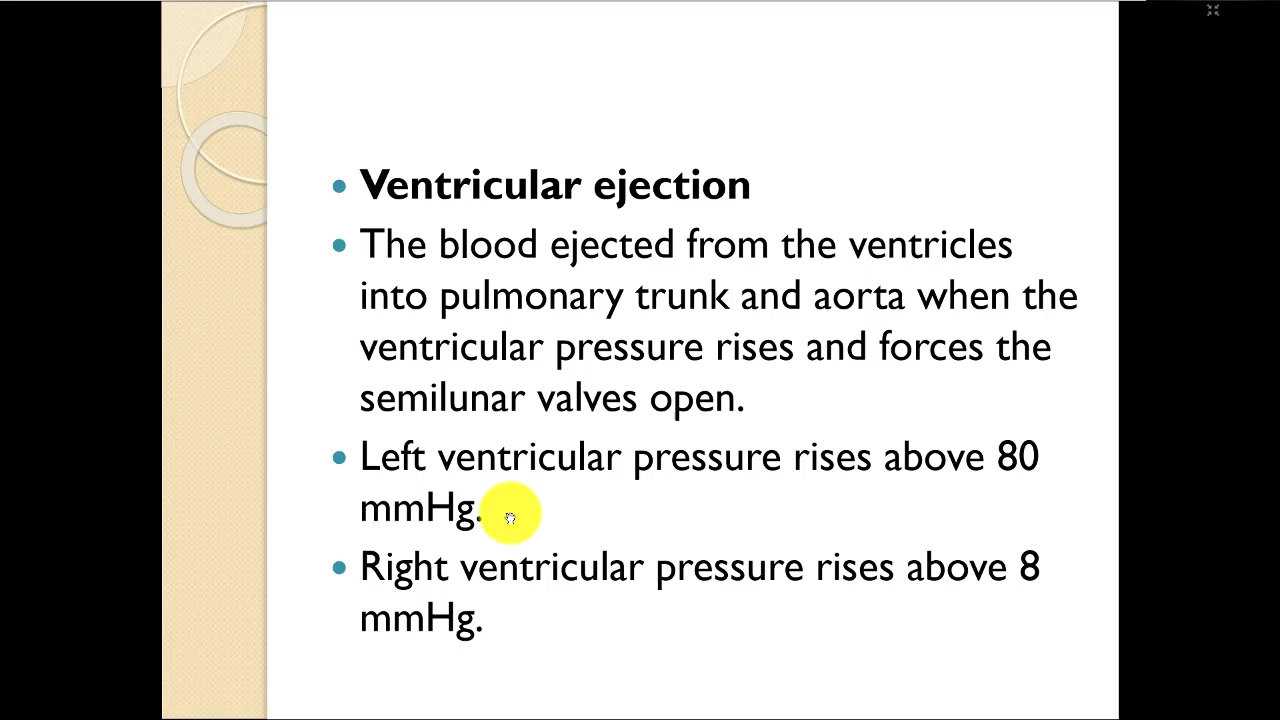 • Ventricular ejection
• The blood ejected from the ventricles
into pulmonary trunk and aorta when the
ventricular pressure rises and forces the
semilunar valves open.
• Left ventricular pressure rises above 80
mmHg.
• Right ventricular pressure rises above 8
mmHg.